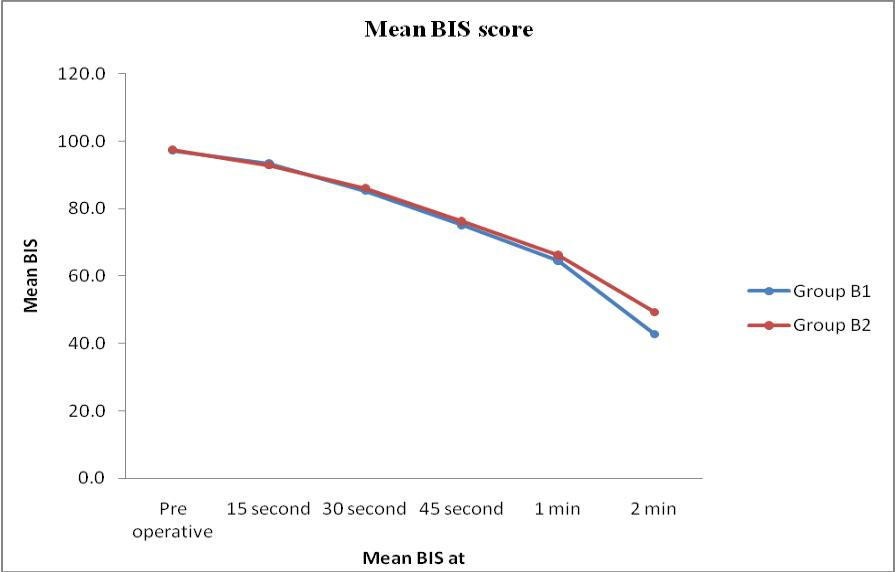 Mean BIS score
120.0
100.0
80.0
60.0
40.0
20.0
0.0
Mean BIS
Pre operative
15 second
30 second
45 second
1 min
2 min
Mean BIS at
Group B1
Group B2